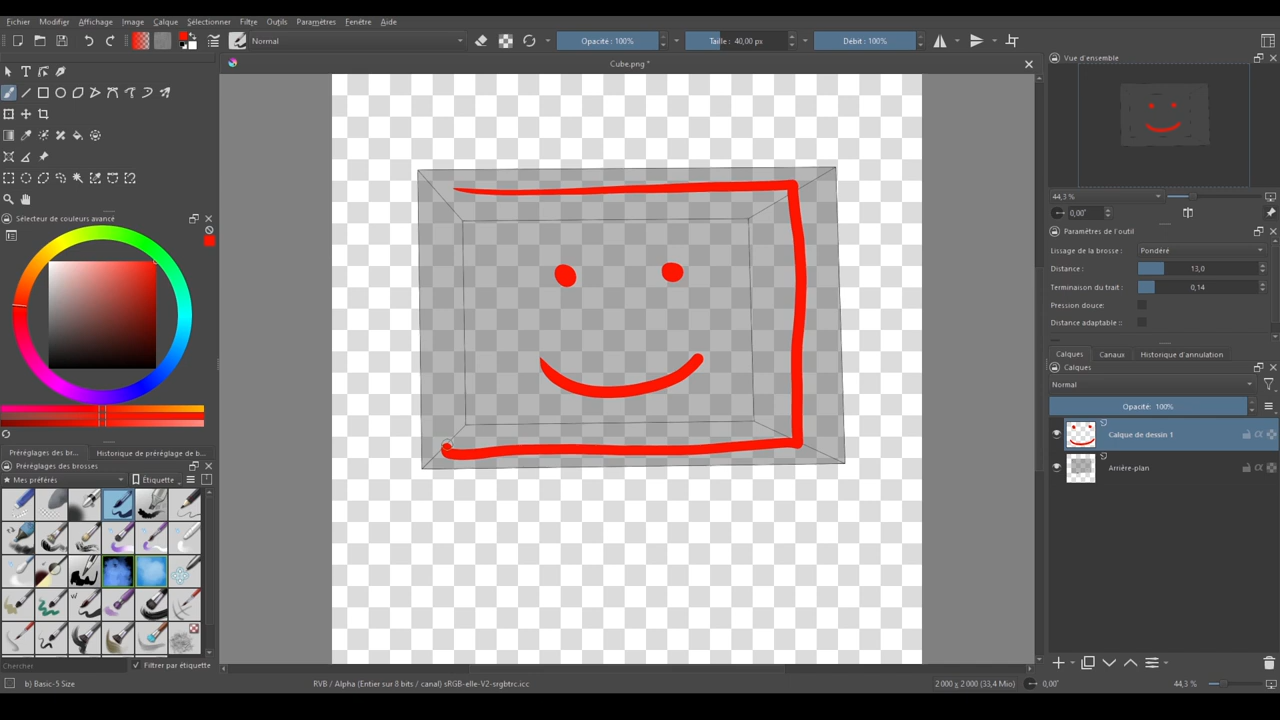 Fichier Modifier Affichage Image Calque Sélectionner Filtre Outils Paramètres Fenêtre Aide
Normal Opacité : 100% Taille : 40,00 px Débit : 100%
Cube.png *
Vue d'ensemble
44,3 %
0,00°
Sélecteur de couleurs avancé
Paramètres de l'outil
Lissage de la brosse : Pondéré
Distance : 13,0
Terminaison du trait : 0,14
Pression douce:
Distance adaptable ::
Calques Canaux Historique d'annulation
Calques
Normal
Opacité: 100%
Calque de dessin 1
Arrière-plan
Préréglages des br... Historique de préréglage de b...
Préréglages des brosses
Mes préférés Étiquette
Chercher Filtrer par étiquette
b) Basic-5 Size RVB / Alpha (Entier sur 8 bits / canal) sRGB-elle-V2-srgbtrc.icc 2 000 x 2 000 (33,4 Mio) 0,00° 44,3 %